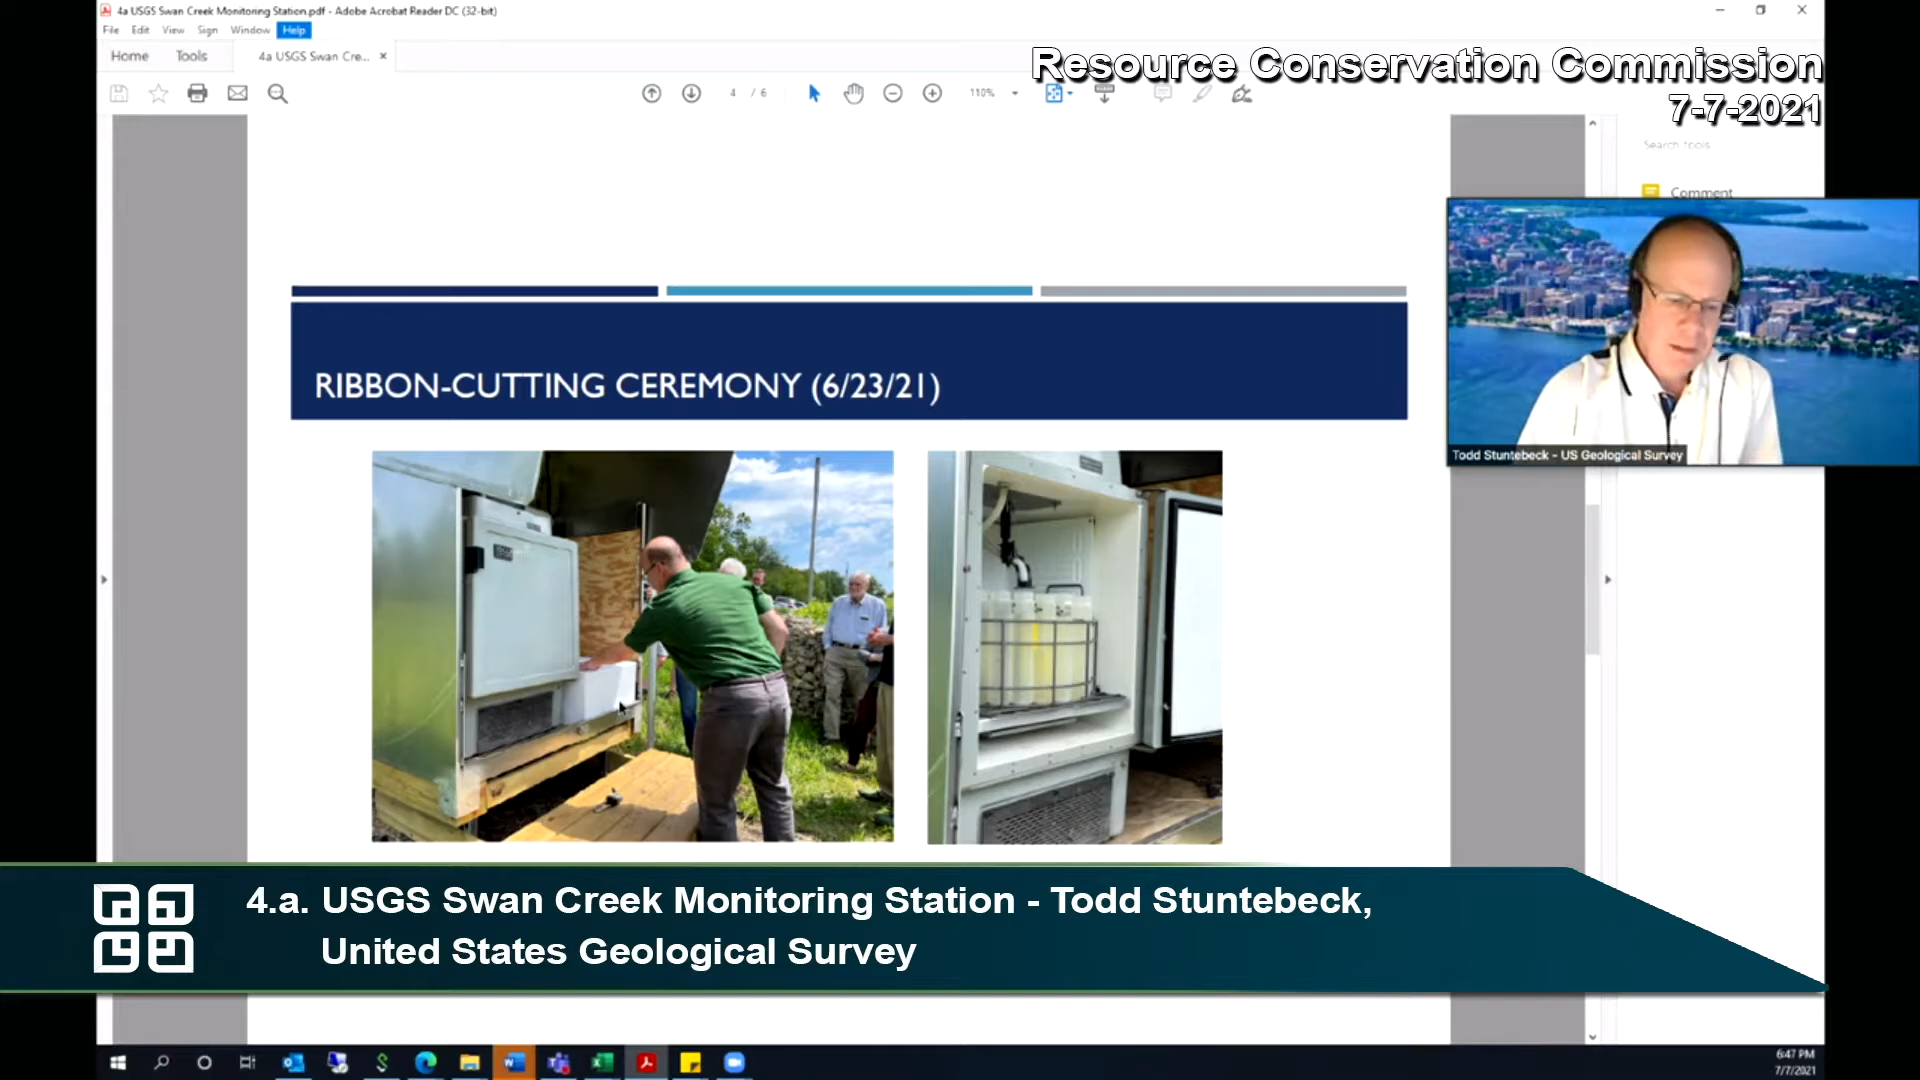 4a USGS Swan Creek Monitoring Station.pdf - Adobe Acrobat Reader DC (32-bit)
File Edit View Sign Window Help
Home Tools 4a USGS Swan Cre... ×
Resource Conservation Commission
7-7-2021
4 / 6 110%
Search tools
Comment
RIBBON-CUTTING CEREMONY (6/23/21)
Todd Stuntebeck - US Geological Survey
4.a. USGS Swan Creek Monitoring Station - Todd Stuntebeck,
United States Geological Survey
6:47 PM
7/7/2021